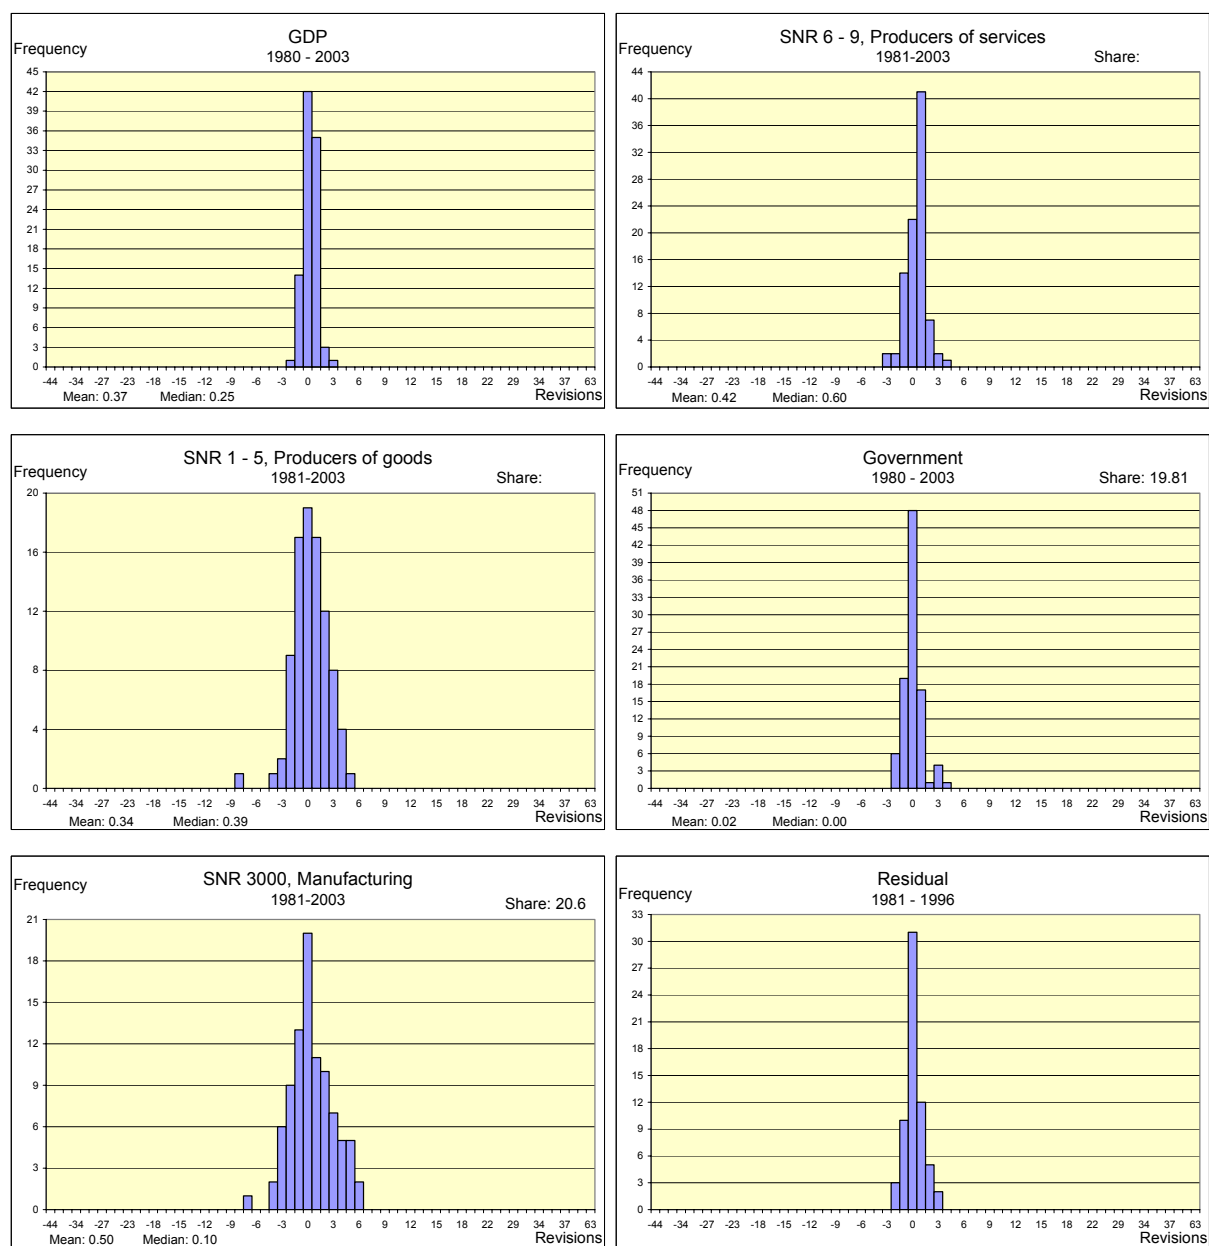 GDP
Frequency
1980 - 2003
45
42
39
36
33
30
27
24
21
18
15
12
9
6
3
0
-44 -34 -27 -23 -18 -15 -12 -9 -6 -3 0 3 6 9 12 15 18 22 29 34 37 63
Mean: 0.37 Median: 0.25 Revisions
SNR 6 - 9, Producers of services
Frequency
1981-2003 Share:
44
40
36
32
28
24
20
16
12
8
4
0
-44 -34 -27 -23 -18 -15 -12 -9 -6 -3 0 3 6 9 12 15 18 22 29 34 37 63
Mean: 0.42 Median: 0.60 Revisions
SNR 1 - 5, Producers of goods
Frequency
1981-2003 Share:
20
16
12
8
4
0
-44 -34 -27 -23 -18 -15 -12 -9 -6 -3 0 3 6 9 12 15 18 22 29 34 37 63
Mean: 0.34 Median: 0.39 Revisions
Government
Frequency
1980 - 2003 Share: 19.81
51
48
45
42
39
36
33
30
27
24
21
18
15
12
9
6
3
0
-44 -34 -27 -23 -18 -15 -12 -9 -6 -3 0 3 6 9 12 15 18 22 29 34 37 63
Mean: 0.02 Median: 0.00 Revisions
SNR 3000, Manufacturing
Frequency
1981-2003 Share: 20.6
21
18
15
12
9
6
3
0
-44 -34 -27 -23 -18 -15 -12 -9 -6 -3 0 3 6 9 12 15 18 22 29 34 37 63
Mean: 0.50 Median: 0.10 Revisions
Residual
Frequency
1981 - 1996
33
30
27
24
21
18
15
12
9
6
3
0
-44 -34 -27 -23 -18 -15 -12 -9 -6 -3 0 3 6 9 12 15 18 22 29 34 37 63
Revisions